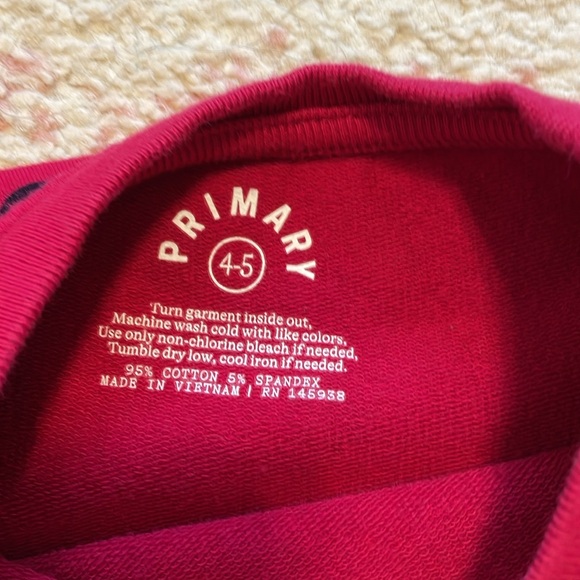 PRIMARY
4-5
Turn garment inside out,
Machine wash cold with like colors,
Use only non-chlorine bleach if needed,
Tumble dry low, cool iron if needed.
95% COTTON 5% SPANDEX
MADE IN VIETNAM | RN 145938